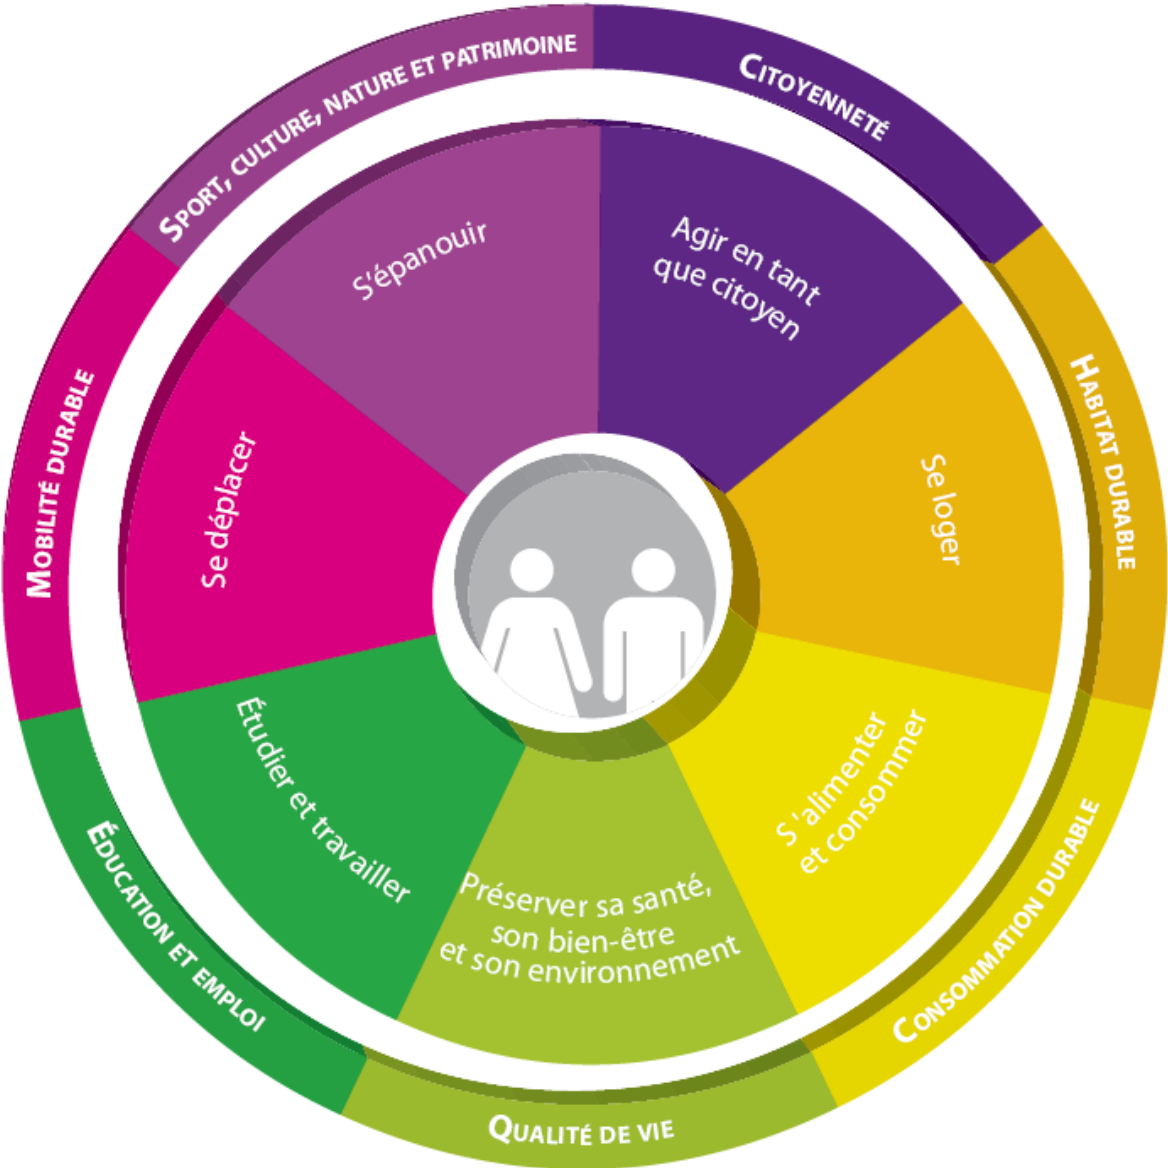 SPORT, CULTURE, NATURE ET PATRIMOINE
CITOYENNETÉ
HABITAT DURABLE
CONSOMMATION DURABLE
QUALITÉ DE VIE
ÉDUCATION ET EMPLOI
MOBILITÉ DURABLE
S'épanouir
Agir en tant
que citoyen
Se loger
S'alimenter
et consommer
Préserver sa santé,
son bien-être
et son environnement
Étudier et travailler
Se déplacer